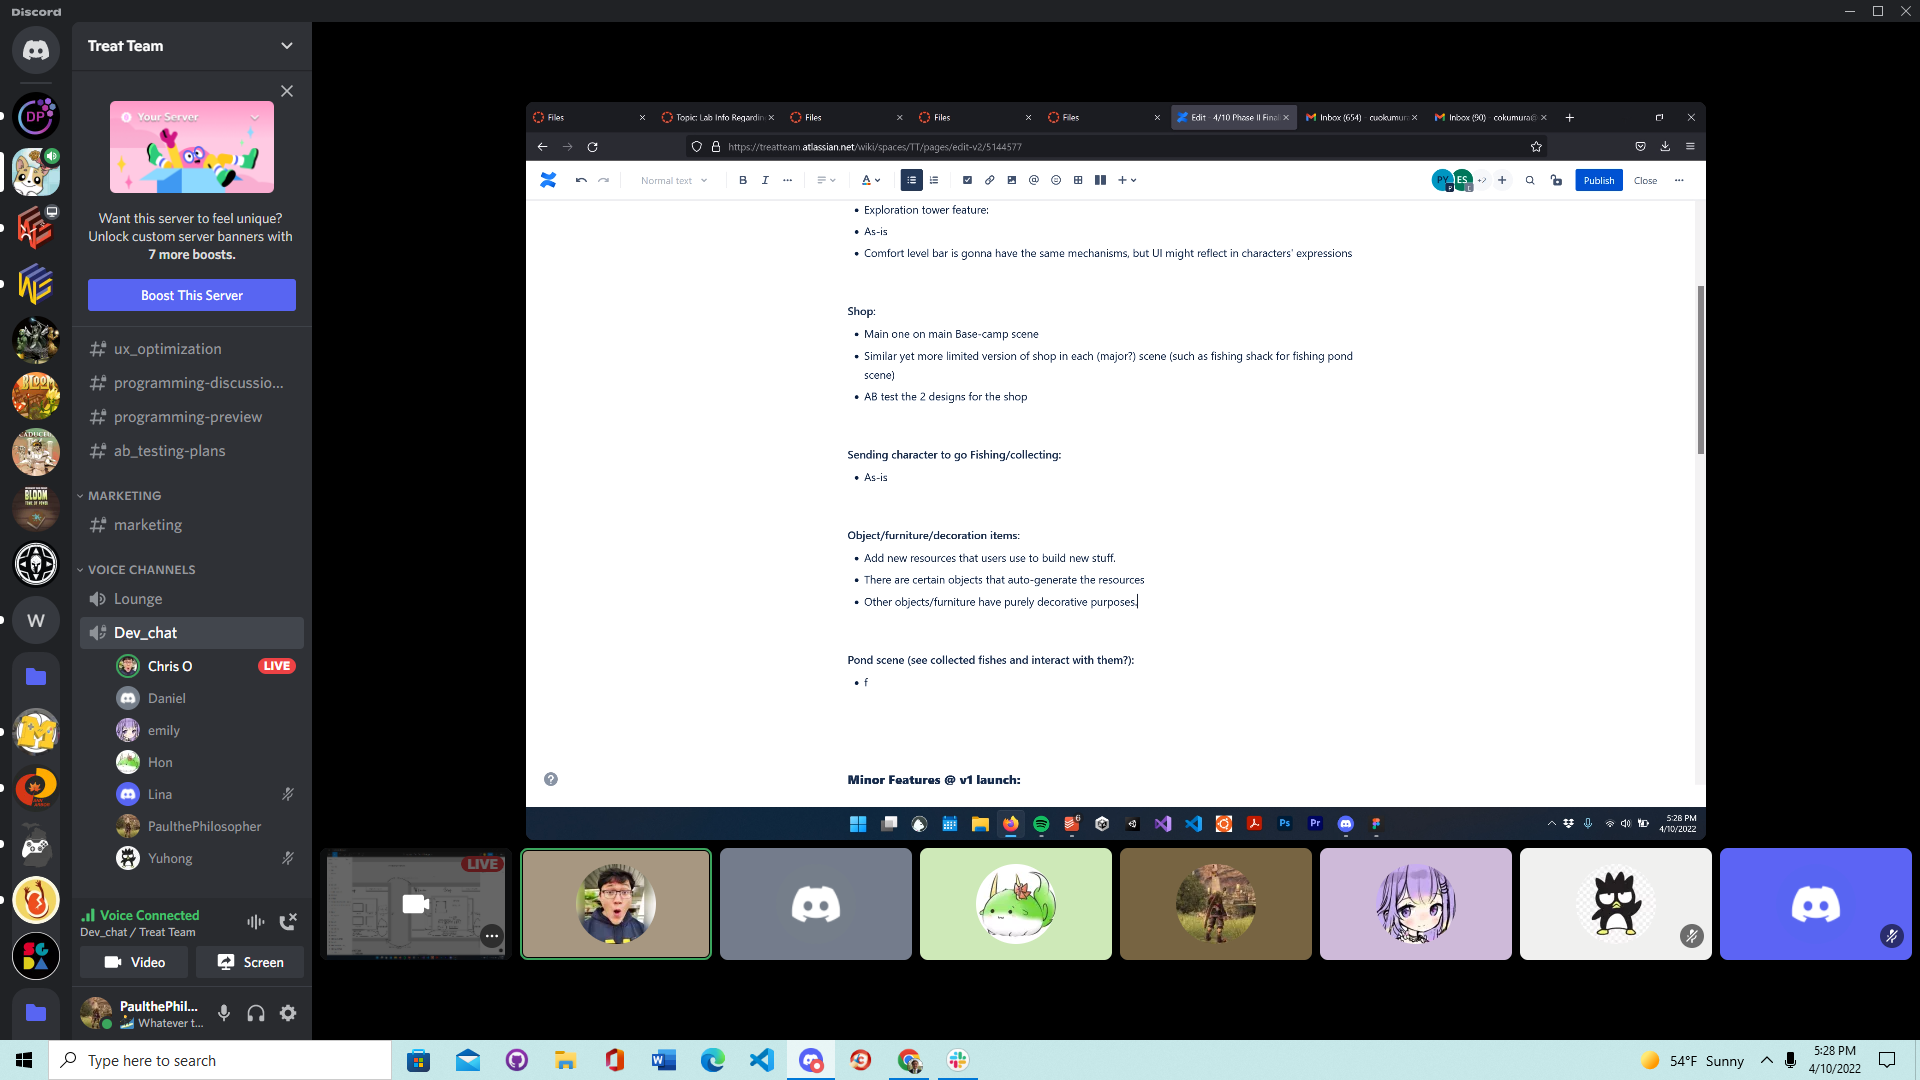 Discord
Treat Team
Your Server
Want this server to feel unique?
Unlock custom server banners with
7 more boosts.
Boost This Server
ux_optimization
programming-discussio...
programming-preview
ab_testing-plans
MARKETING
marketing
VOICE CHANNELS
Lounge
Dev_chat
Chris O
LIVE
Daniel
emily
Hon
Lina
PaulthePhilosopher
Yuhong
Voice Connected
Dev_chat / Treat Team
Video
Screen
PaulthePhil...
Whatever t...
DP
W
BLOOM
BLOOM
Files
Topic: Lab Info Regardin
Files
Files
Files
Edit - 4/10 Phase II Final
Inbox (654) - cuokumur
Inbox (90) - cokumura@
https://treatteam.atlassian.net/wiki/spaces/TT/pages/edit-v2/5144577
Normal text
B
I
A
PY
ES
+2
Publish
Close
Exploration tower feature:
As-is
Comfort level bar is gonna have the same mechanisms, but UI might reflect in characters' expressions
Shop:
Main one on main Base-camp scene
Similar yet more limited version of shop in each (major?) scene (such as fishing shack for fishing pond
scene)
AB test the 2 designs for the shop
Sending character to go Fishing/collecting:
As-is
Object/furniture/decoration items:
Add new resources that users use to build new stuff.
There are certain objects that auto-generate the resources
Other objects/furniture have purely decorative purposes.
Pond scene (see collected fishes and interact with them?):
f
Minor Features @ v1 launch:
Ps
Pr
5:28 PM
4/10/2022
LIVE
Type here to search
54°F Sunny
5:28 PM
4/10/2022